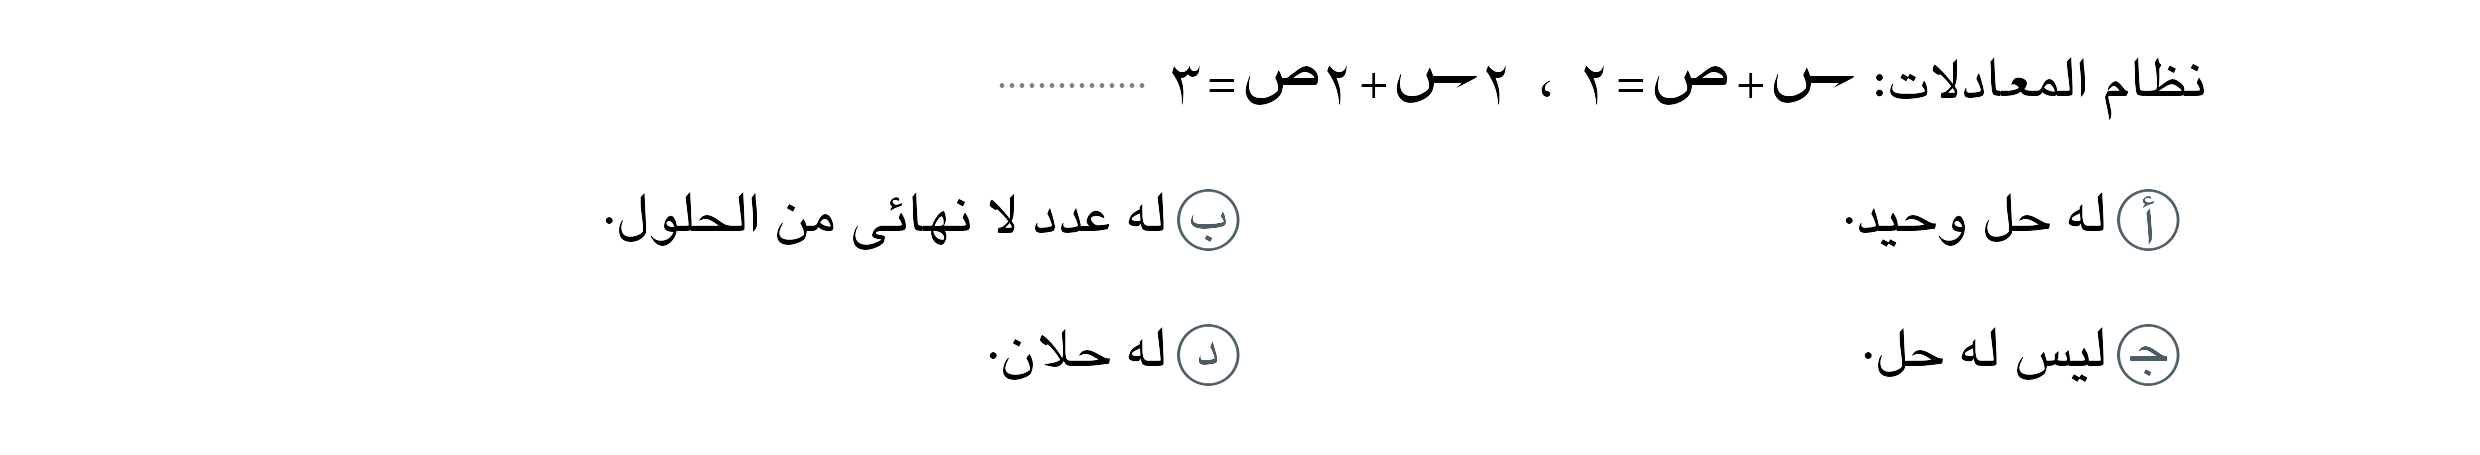 نظام المعادلات: س + ص = ٢ ، ٢س + ٢ص = ٣ ...............
أ له حل وحيد. ب له عدد لا نهائى من الحلول.
جـ ليس له حل. د له حلان.